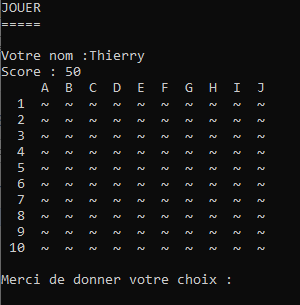 JOUER
=====
Votre nom :Thierry
Score : 50
A B C D E F G H I J
1 ~ ~ ~ ~ ~ ~ ~ ~ ~ ~
2 ~ ~ ~ ~ ~ ~ ~ ~ ~ ~
3 ~ ~ ~ ~ ~ ~ ~ ~ ~ ~
4 ~ ~ ~ ~ ~ ~ ~ ~ ~ ~
5 ~ ~ ~ ~ ~ ~ ~ ~ ~ ~
6 ~ ~ ~ ~ ~ ~ ~ ~ ~ ~
7 ~ ~ ~ ~ ~ ~ ~ ~ ~ ~
8 ~ ~ ~ ~ ~ ~ ~ ~ ~ ~
9 ~ ~ ~ ~ ~ ~ ~ ~ ~ ~
10 ~ ~ ~ ~ ~ ~ ~ ~ ~ ~
Merci de donner votre choix :